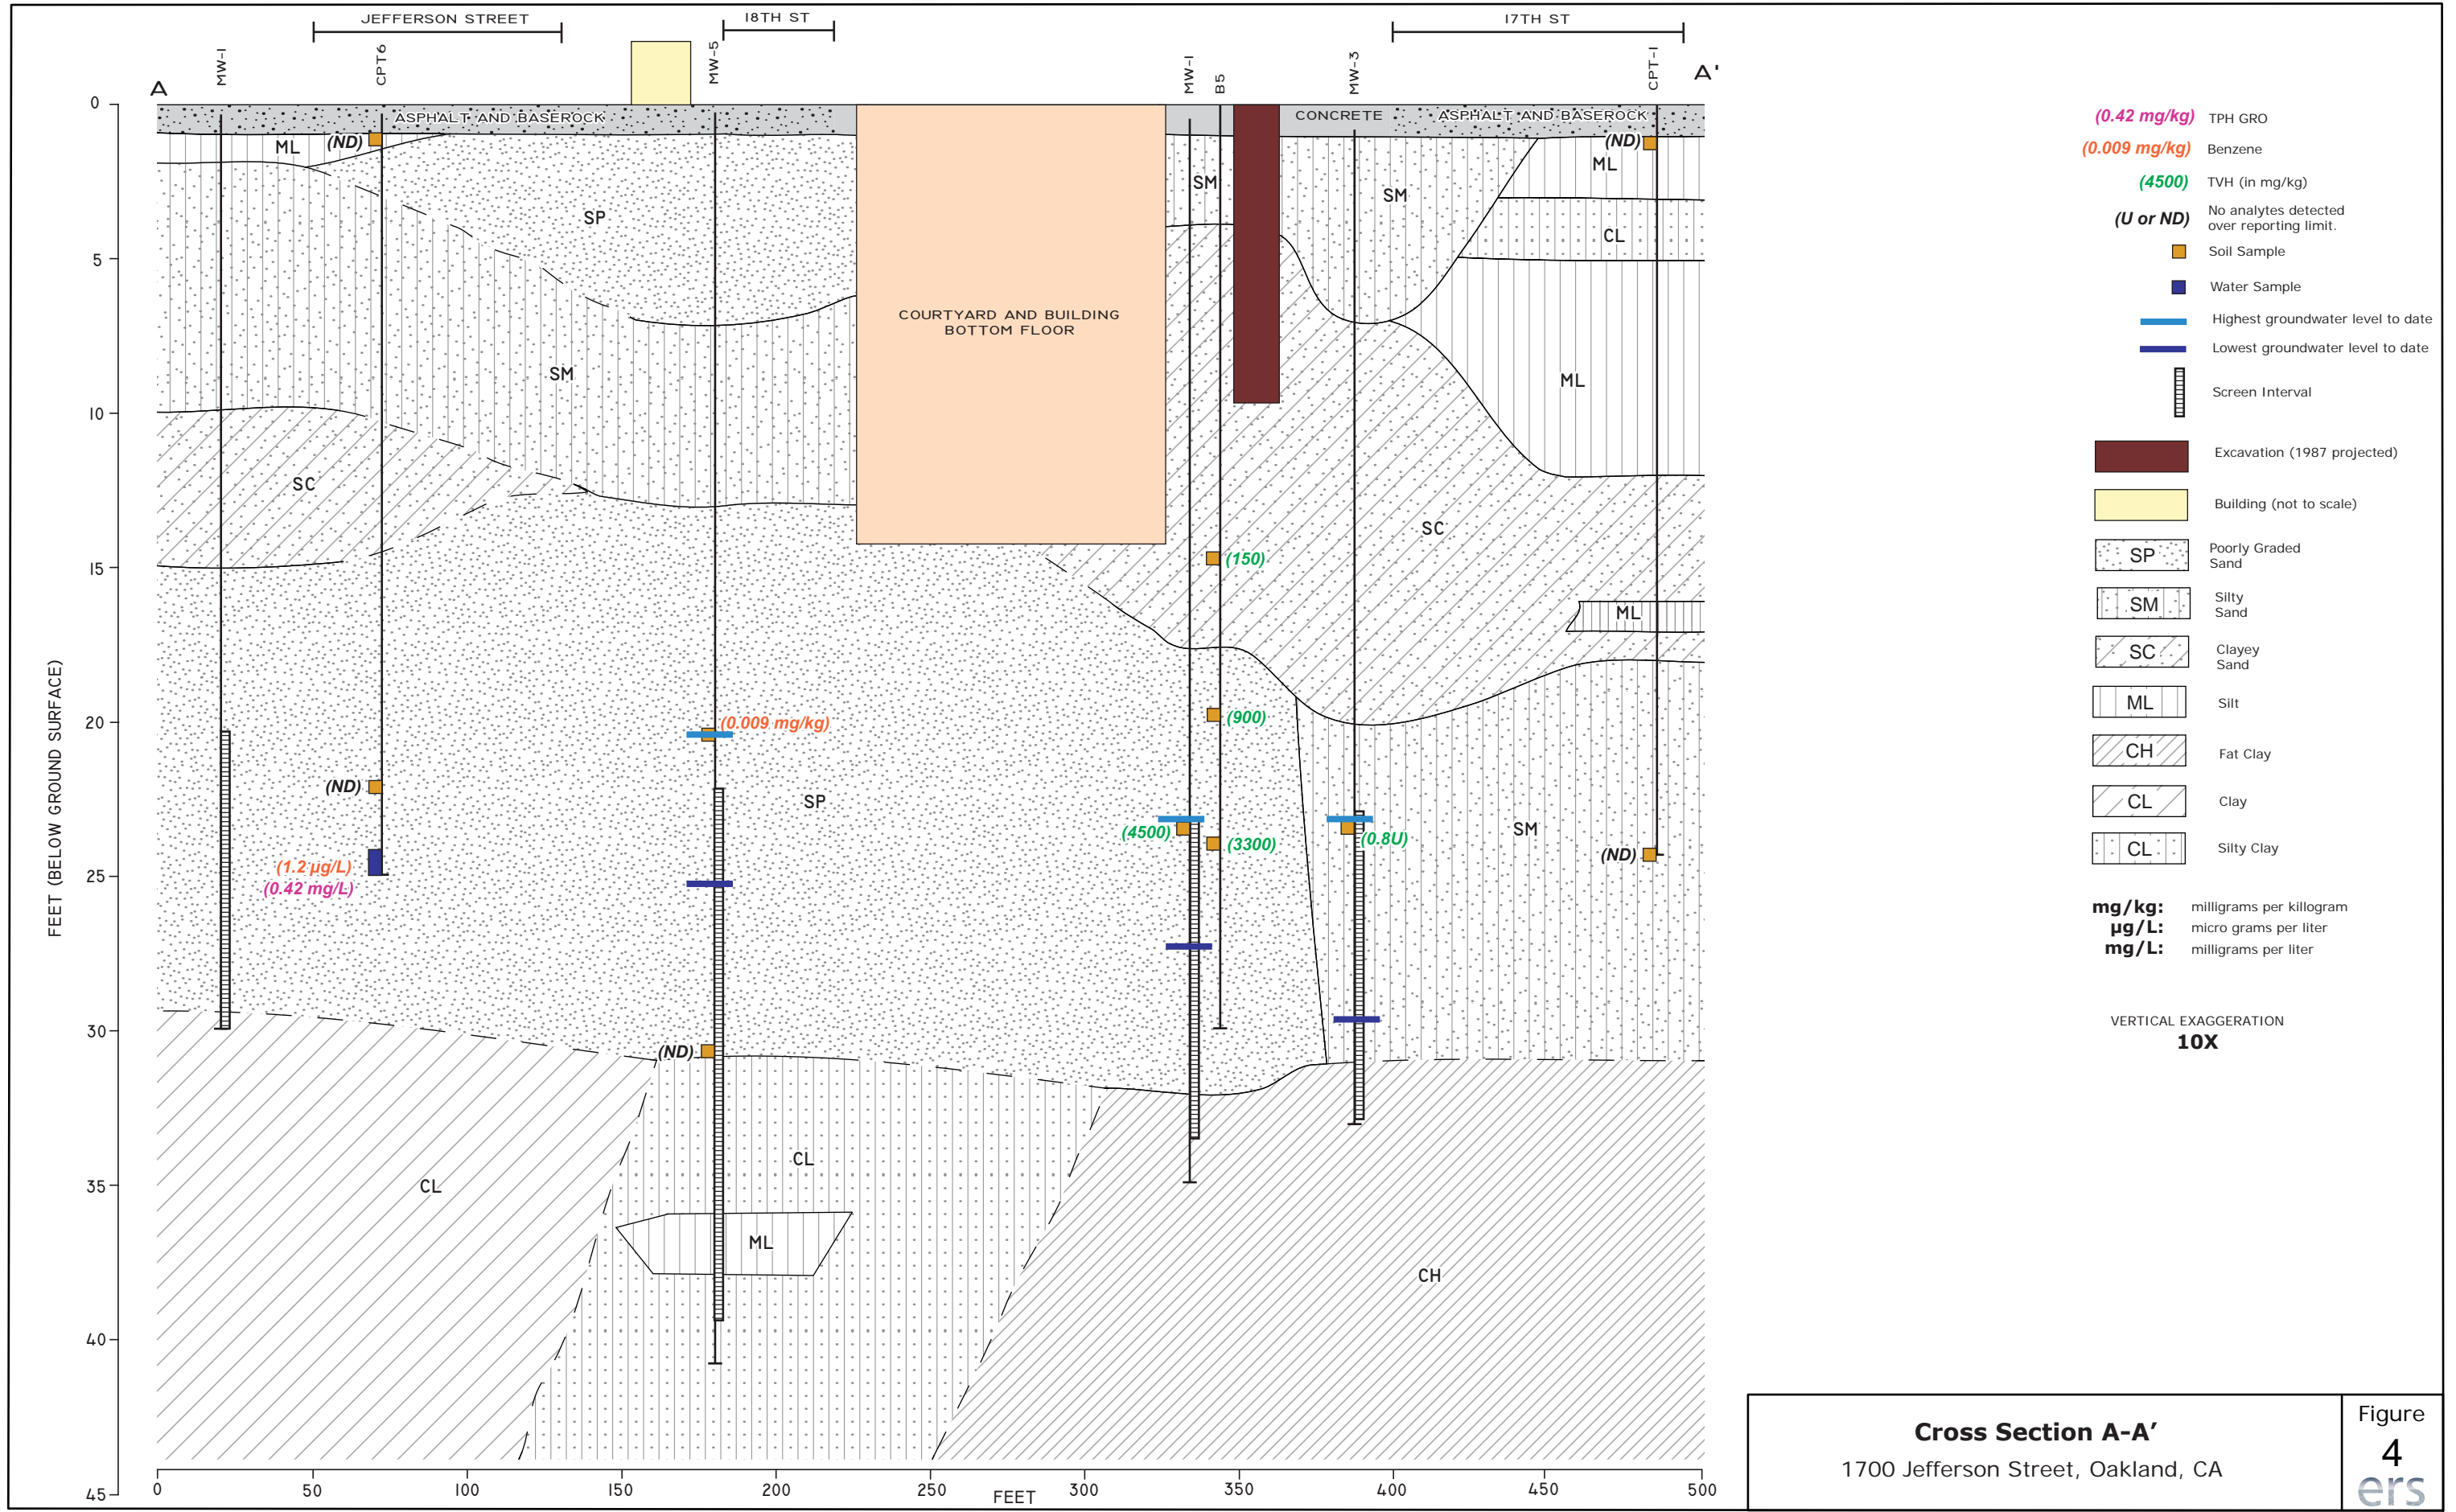 JEFFERSON STREET
18TH ST
17TH ST
MW-1
CPT6
MW-5
MW-1
B5
MW-3
CPT-1
A
A'
0
5
10
15
20
25
30
35
40
45
FEET (BELOW GROUND SURFACE)
ASPHALT AND BASEROCK
CONCRETE
ASPHALT AND BASEROCK
ML
(ND)
SP
SM
SC
COURTYARD AND BUILDING
BOTTOM FLOOR
SM
SM
(ND)
ML
CL
ML
SC
ML
(150)
(900)
(0.009 mg/kg)
(ND)
SP
(4500)
(3300)
(0.8U)
SM
(ND)
(1.2 µg/L)
(0.42 mg/L)
(ND)
CL
CL
ML
CH
0
50
100
150
200
250
300
350
400
450
500
FEET
(0.42 mg/kg) TPH GRO
(0.009 mg/kg) Benzene
(4500) TVH (in mg/kg)
(U or ND) No analytes detected
over reporting limit.
Soil Sample
Water Sample
Highest groundwater level to date
Lowest groundwater level to date
Screen Interval
Excavation (1987 projected)
Building (not to scale)
SP Poorly Graded
Sand
SM Silty
Sand
SC Clayey
Sand
ML Silt
CH Fat Clay
CL Clay
CL Silty Clay
mg/kg: milligrams per killogram
µg/L: micro grams per liter
mg/L: milligrams per liter
VERTICAL EXAGGERATION
10X
Cross Section A-A’
1700 Jefferson Street, Oakland, CA
Figure
4
ers